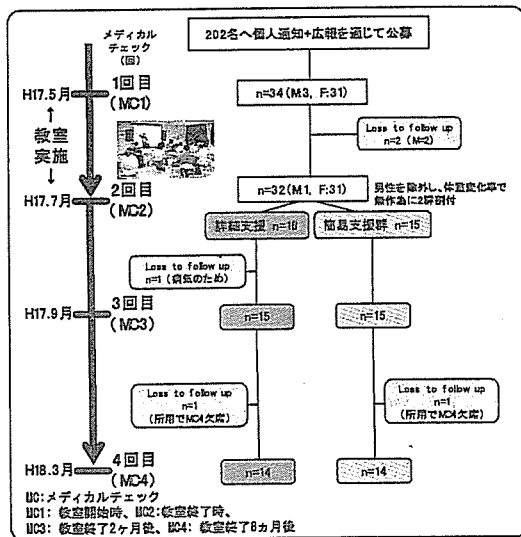 メディカル
チェック
(回)
202名へ個人通知+広報を通じて公募
H17.5月
1回目
(MC1)
n=34(M:3, F:31)
↑
教室
実施
↓
Loss to follow up
n=2 (M=2)
H17.7月
2回目
(MC2)
n=32(M1, F:31)
男性を除外し、体重変化率で
無作為に2群割付
詳細支援 n=16
簡易支援群 n=15
Loss to follow up
n=1 (病気のため)
H17.9月
3回目
(MC3)
n=15
n=15
Loss to follow up
n=1
(所用でMC4欠席)
Loss to follow up
n=1
(所用でMC4欠席)
H18.3月
4回目
(MC4)
n=14
n=14
MC:メディカルチェック
MC1: 教室開始時、MC2:教室終了時、
MC3: 教室終了2ヶ月後、MC4: 教室終了8ヵ月後